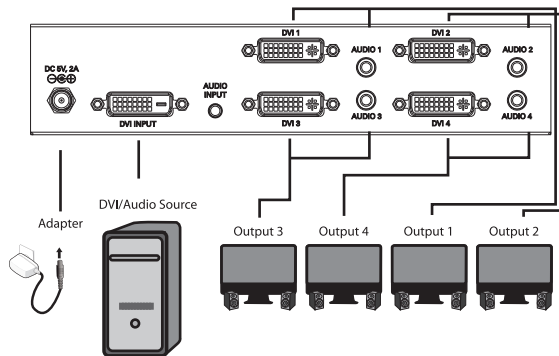 DVI 1
DVI 2
DC 5V, 2A
AUDIO 1
AUDIO 2
AUDIO INPUT
DVI INPUT
DVI 3
AUDIO 3
DVI 4
AUDIO 4
Adapter
DVI/Audio Source
Output 3
Output 4
Output 1
Output 2